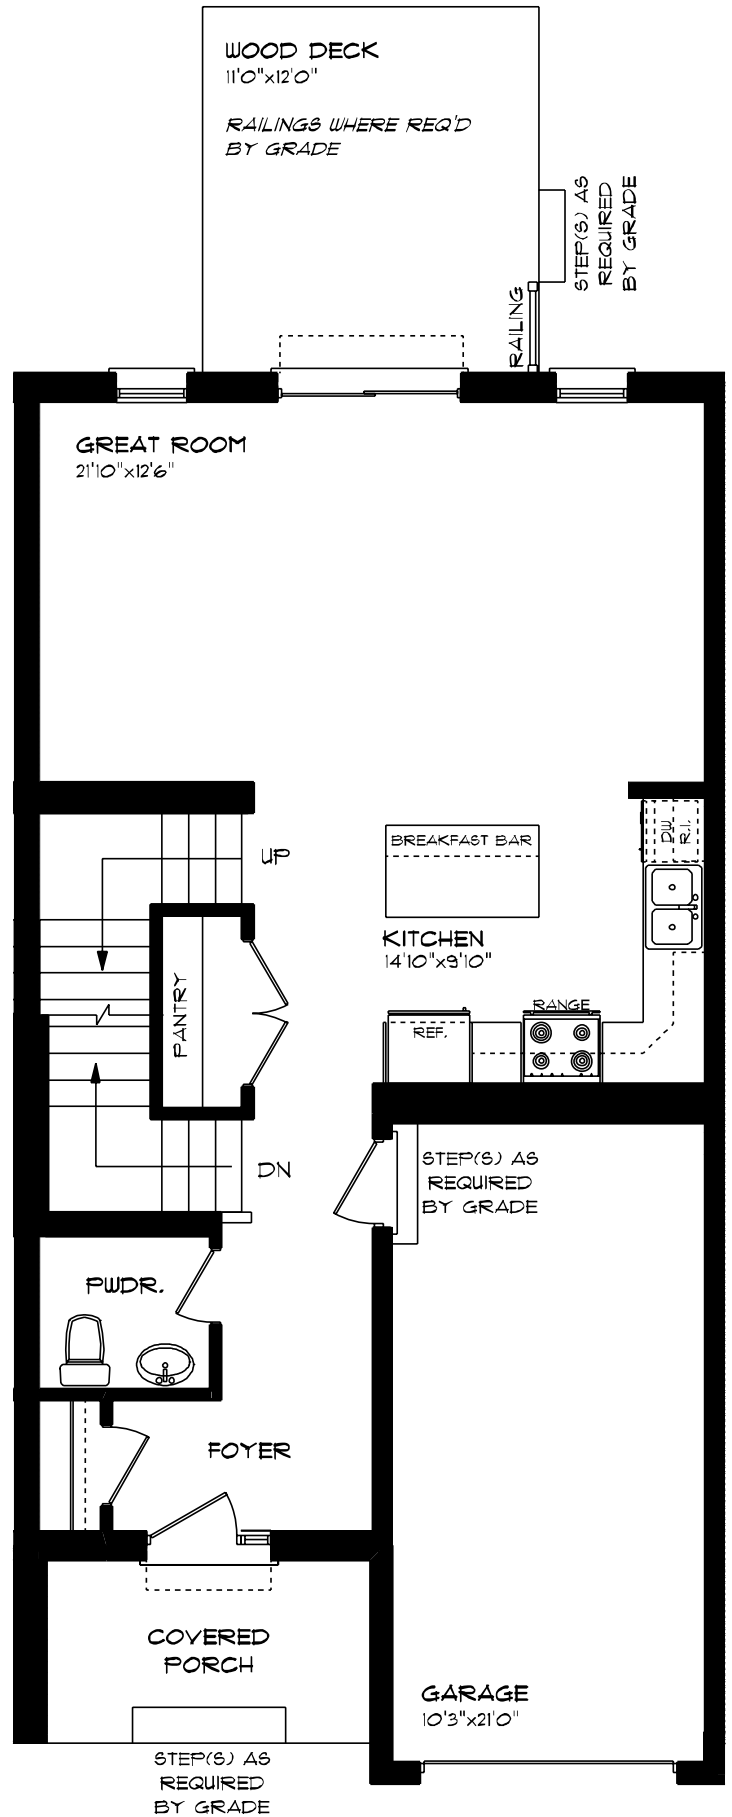 WOOD DECK
11'0"x12'0"
RAILINGS WHERE REQ'D
BY GRADE
STEP(S) AS
REQUIRED
BY GRADE
RAILING
GREAT ROOM
21'10"x12'6"
UP
BREAKFAST BAR
DW
R.I.
KITCHEN
14'10"x9'10"
PANTRY
REF.
RANGE
DN
STEP(S) AS
REQUIRED
BY GRADE
PWDR.
FOYER
COVERED
PORCH
GARAGE
10'3"x21'0"
STEP(S) AS
REQUIRED
BY GRADE